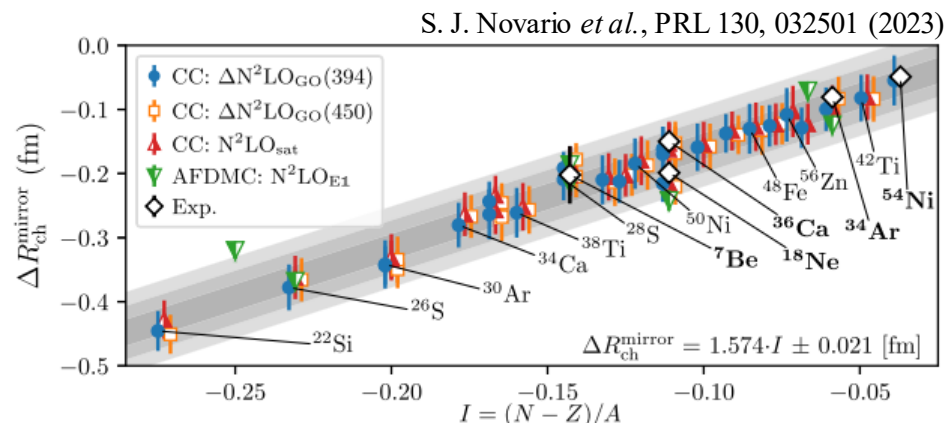 S. J. Novario et al., PRL 130, 032501 (2023)
0.0
−0.1
−0.2
−0.3
−0.4
−0.5
ΔR_ch^mirror (fm)
CC: ΔN²LO_GO(394)
CC: ΔN²LO_GO(450)
CC: N²LO_sat
AFDMC: N²LO_E1
Exp.
⁴²Ti
⁵⁴Ni
⁵⁶Zn
⁴⁸Fe
³⁴Ar
³⁶Ca
⁵⁰Ni
¹⁸Ne
²⁸S
⁷Be
³⁸Ti
³⁴Ca
³⁰Ar
²⁶S
²²Si
ΔR_ch^mirror = 1.574·I ± 0.021 [fm]
−0.25
−0.20
−0.15
−0.10
−0.05
I = (N − Z)/A